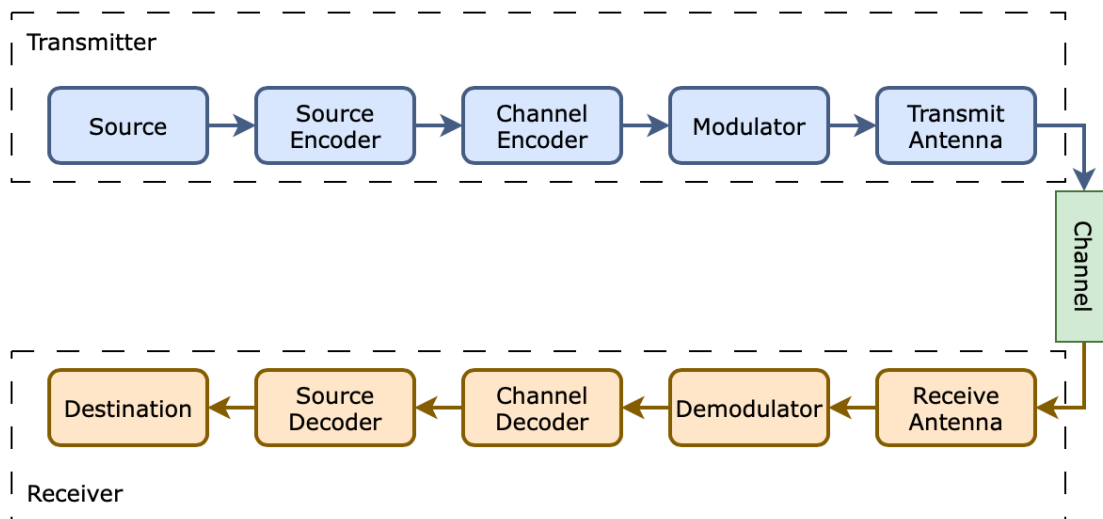 Transmitter
Source
Source
Encoder
Channel
Encoder
Modulator
Transmit
Antenna
Channel
Destination
Source
Decoder
Channel
Decoder
Demodulator
Receive
Antenna
Receiver